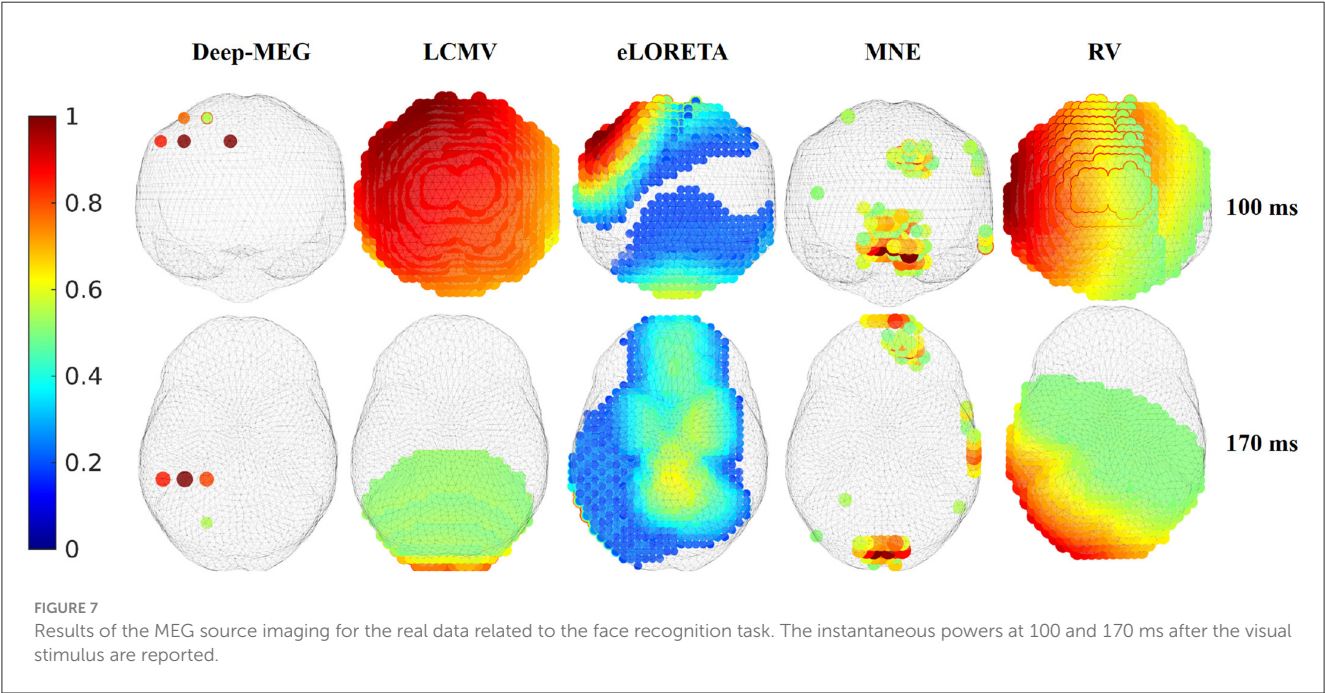 Deep-MEG LCMV eLORETA MNE RV
1
0.8
0.6
0.4
0.2
0
100 ms
170 ms
FIGURE 7
Results of the MEG source imaging for the real data related to the face recognition task. The instantaneous powers at 100 and 170 ms after the visual
stimulus are reported.